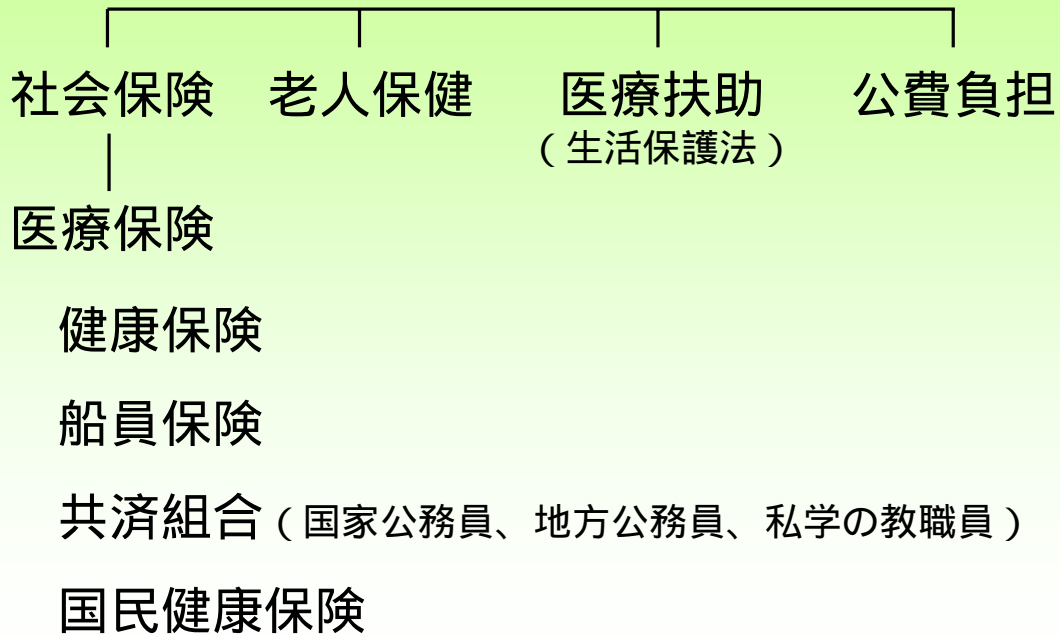 社会保険 老人保健 医療扶助 公費負担
(生活保護法)
医療保険
健康保険
船員保険
共済組合(国家公務員、地方公務員、私学の教職員)
国民健康保険